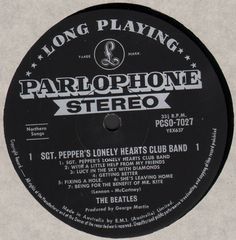 LONG PLAYING
TRADE MARK
PARLOPHONE
STEREO
33⅓ R.P.M.
PCSO-7027
YEX637
Northern
Songs
1 SGT. PEPPER'S LONELY HEARTS CLUB BAND 1
1. SGT. PEPPER'S LONELY HEARTS CLUB BAND
2. WITH A LITTLE HELP FROM MY FRIENDS
3. LUCY IN THE SKY WITH DIAMONDS
4. GETTING BETTER
5. FIXING A HOLE 6. SHE'S LEAVING HOME
7. BEING FOR THE BENEFIT OF MR. KITE
(Lennon - McCartney)
THE BEATLES
Produced by George Martin
Made in Australia by E.M.I. (Australia) Limited